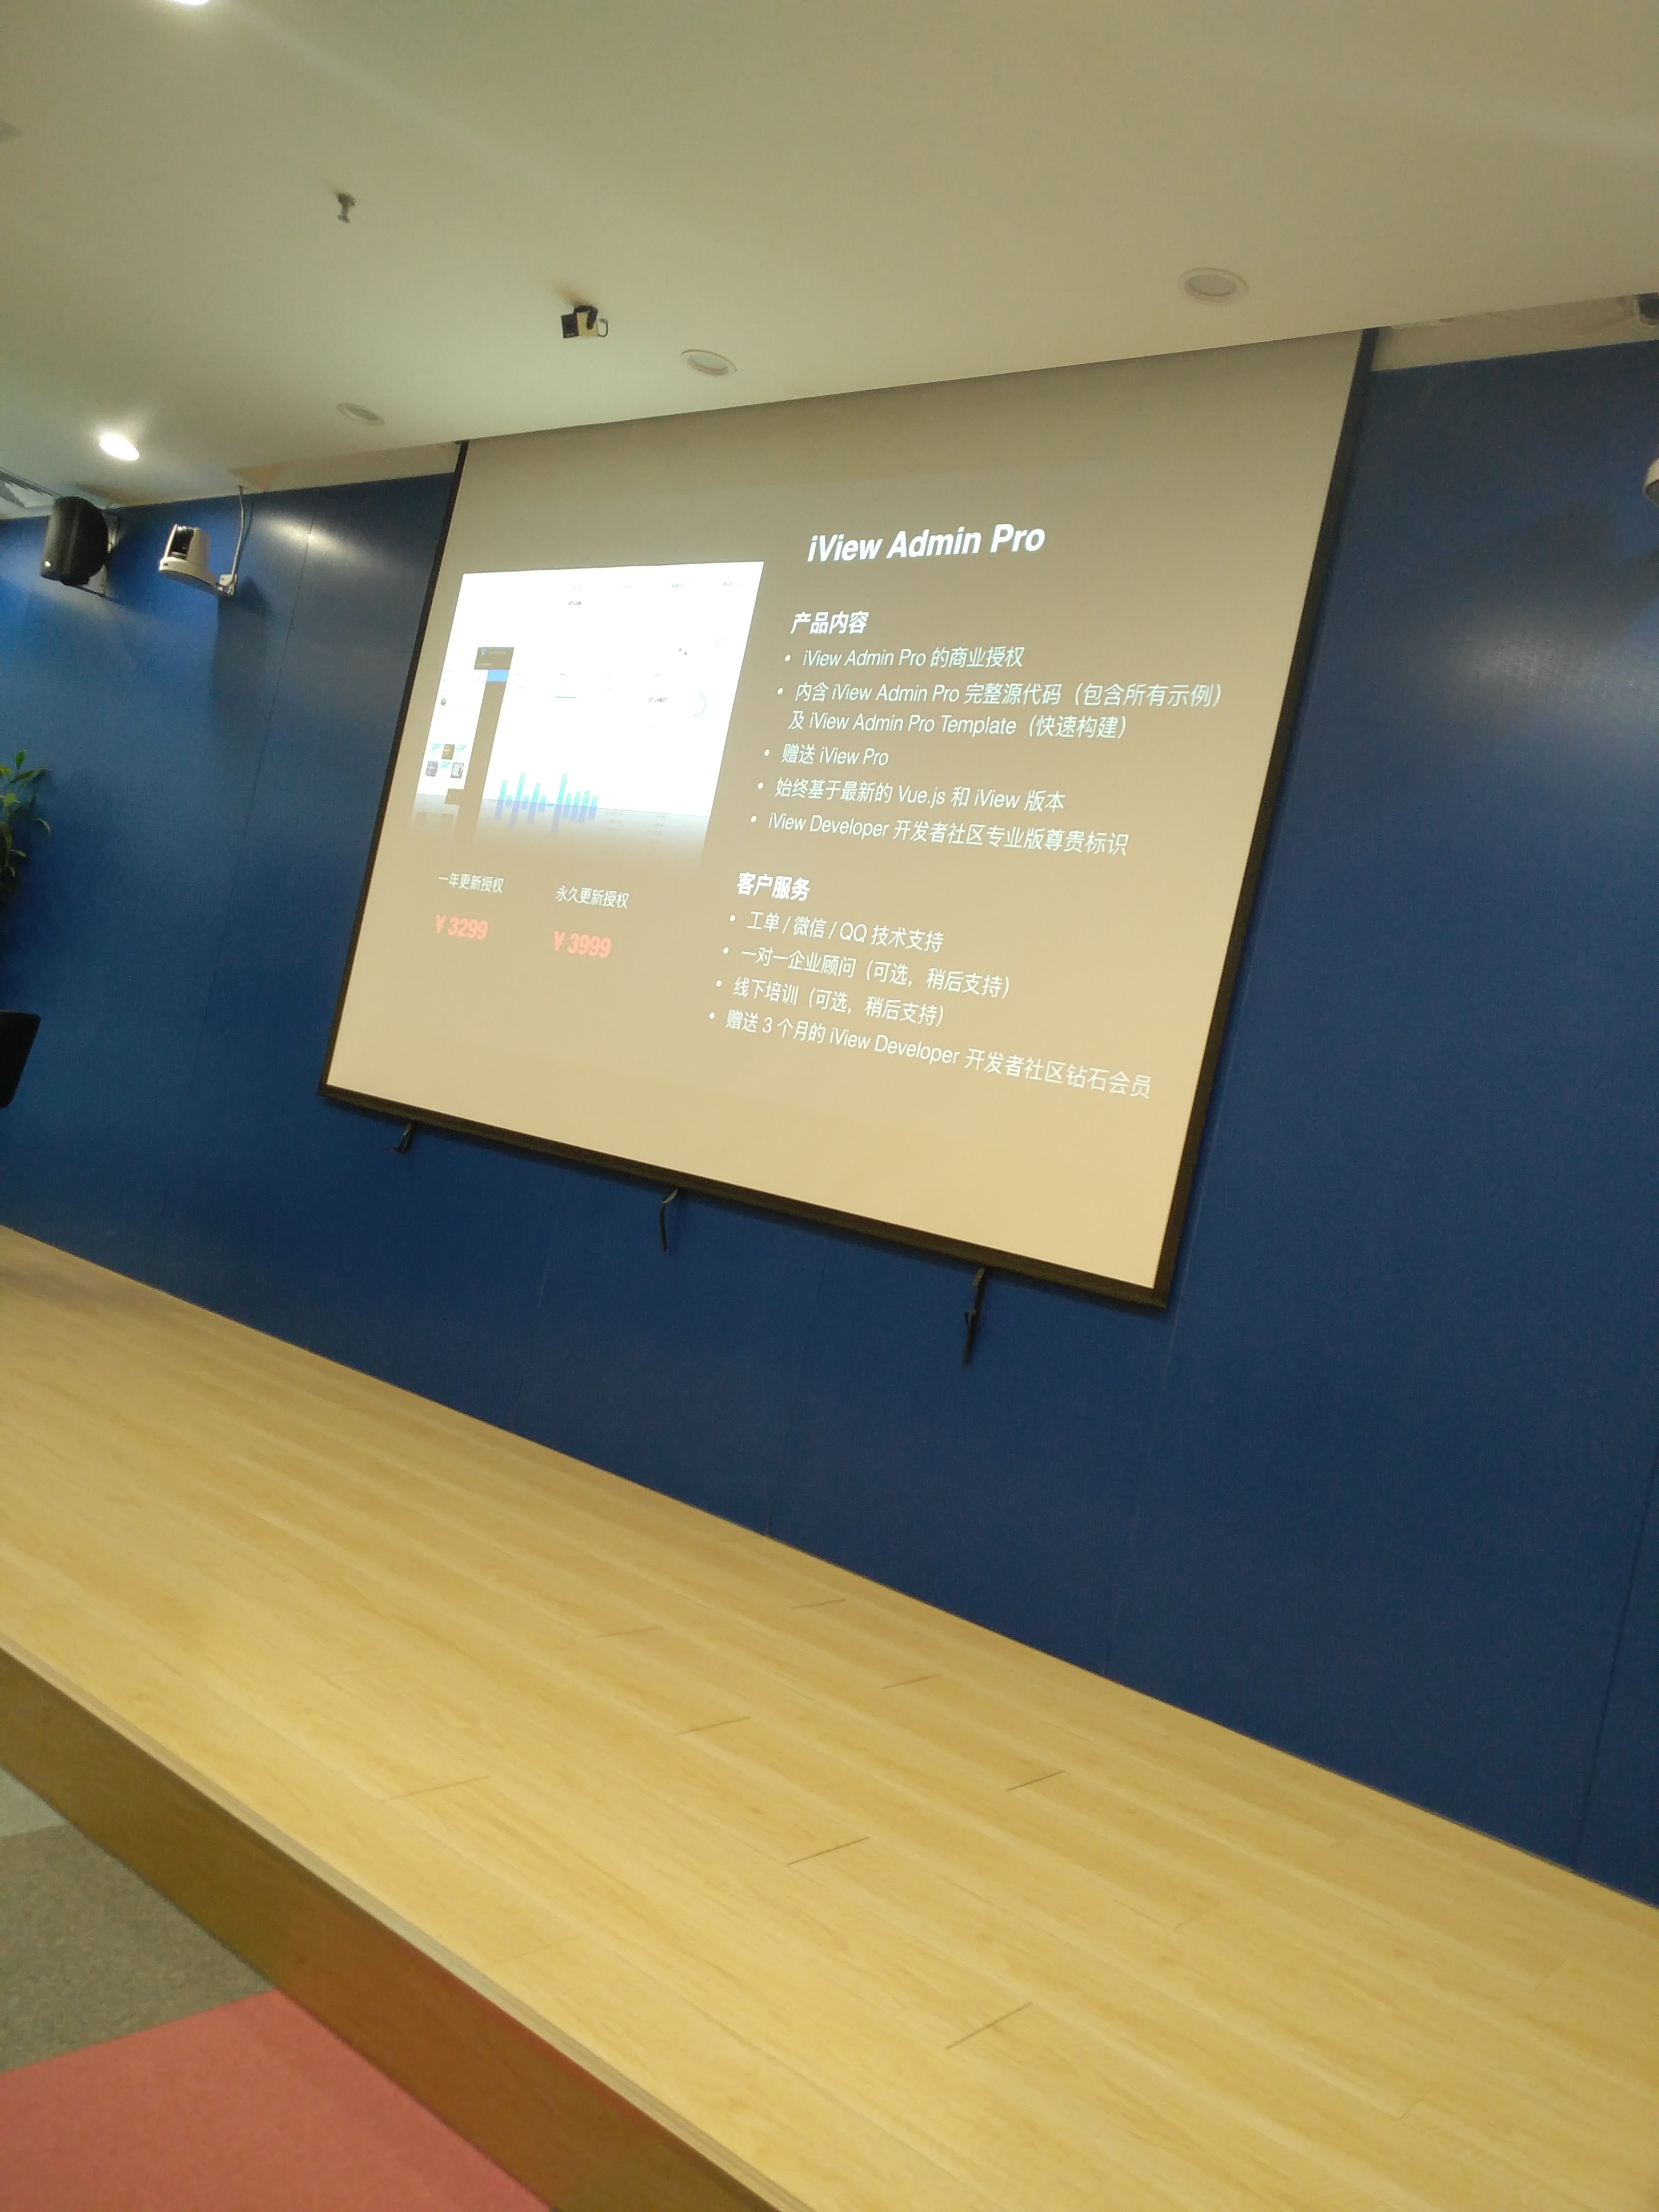 iView Admin Pro
产品内容
• iView Admin Pro 的商业授权
• 内含 iView Admin Pro 完整源代码（包含所有示例）
及 iView Admin Pro Template（快速构建）
• 赠送 iView Pro
• 始终基于最新的 Vue.js 和 iView 版本
• iView Developer 开发者社区专业版尊贵标识
客户服务
• 工单 / 微信 / QQ 技术支持
• 一对一企业顾问（可选，稍后支持）
• 线下培训（可选，稍后支持）
• 赠送 3 个月的 iView Developer 开发者社区钻石会员
一年更新授权
¥ 3299
永久更新授权
¥ 3999